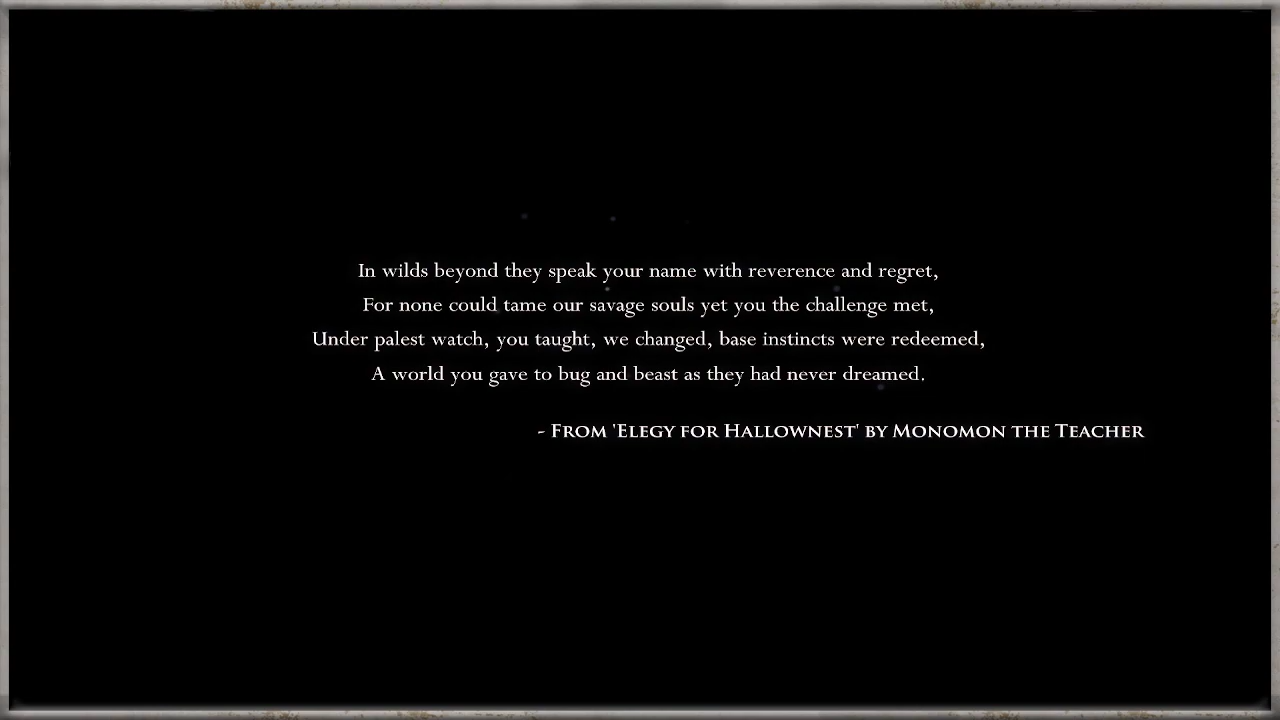 In wilds beyond they speak your name with reverence and regret,
For none could tame our savage souls yet you the challenge met,
Under palest watch, you taught, we changed, base instincts were redeemed,
A world you gave to bug and beast as they had never dreamed.
- From 'Elegy for Hallownest' by Monomon the Teacher